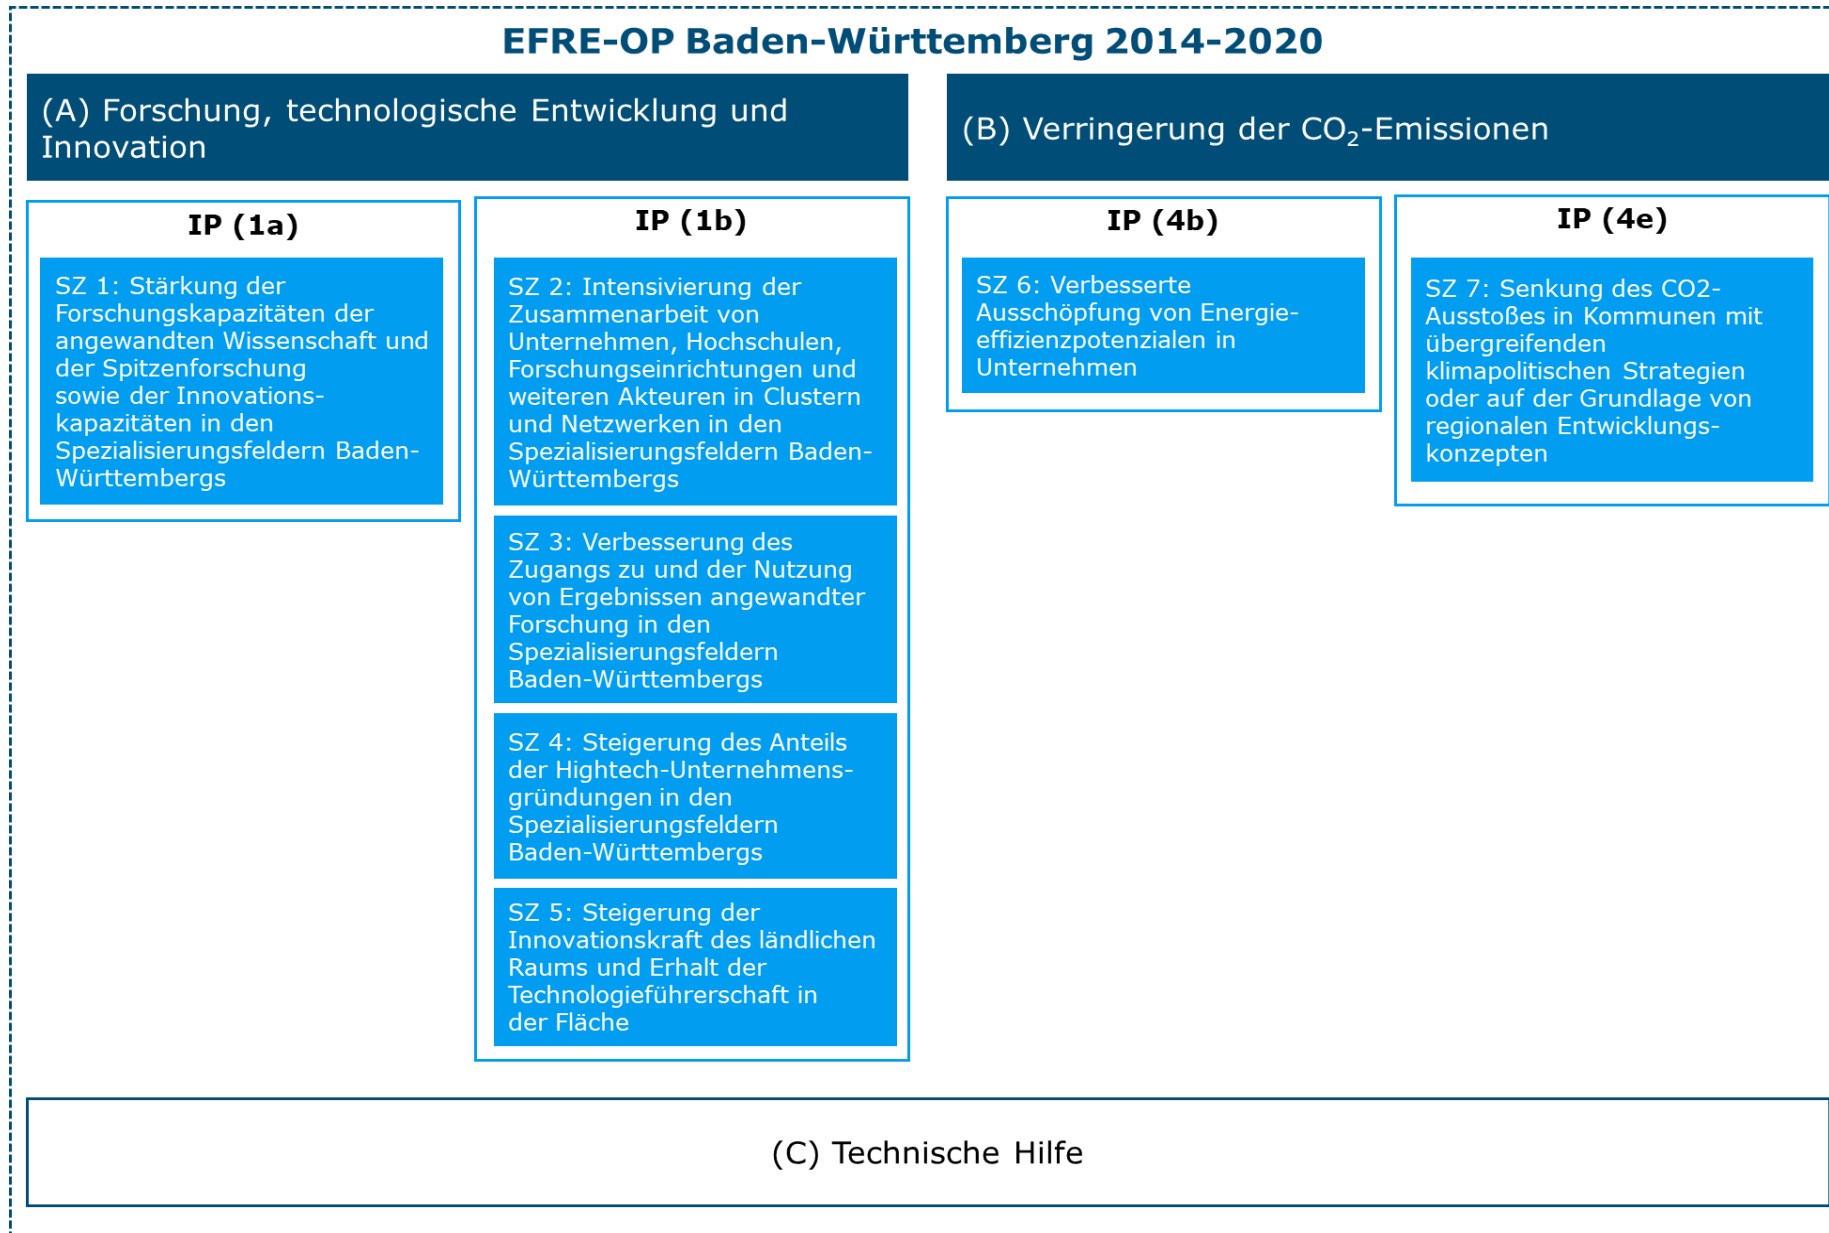 EFRE-OP Baden-Württemberg 2014-2020
(A) Forschung, technologische Entwicklung und
Innovation
(B) Verringerung der CO₂-Emissionen
IP (1a)
SZ 1: Stärkung der
Forschungskapazitäten der
angewandten Wissenschaft und
der Spitzenforschung
sowie der Innovations-
kapazitäten in den
Spezialisierungsfeldern Baden-
Württembergs
IP (1b)
SZ 2: Intensivierung der
Zusammenarbeit von
Unternehmen, Hochschulen,
Forschungseinrichtungen und
weiteren Akteuren in Clustern
und Netzwerken in den
Spezialisierungsfeldern Baden-
Württembergs
SZ 3: Verbesserung des
Zugangs zu und der Nutzung
von Ergebnissen angewandter
Forschung in den
Spezialisierungsfeldern
Baden-Württembergs
SZ 4: Steigerung des Anteils
der Hightech-Unternehmens-
gründungen in den
Spezialisierungsfeldern
Baden-Württembergs
SZ 5: Steigerung der
Innovationskraft des ländlichen
Raums und Erhalt der
Technologieführerschaft in
der Fläche
IP (4b)
SZ 6: Verbesserte
Ausschöpfung von Energie-
effizienzpotenzialen in
Unternehmen
IP (4e)
SZ 7: Senkung des CO2-
Ausstoßes in Kommunen mit
übergreifenden
klimapolitischen Strategien
oder auf der Grundlage von
regionalen Entwicklungs-
konzepten
(C) Technische Hilfe